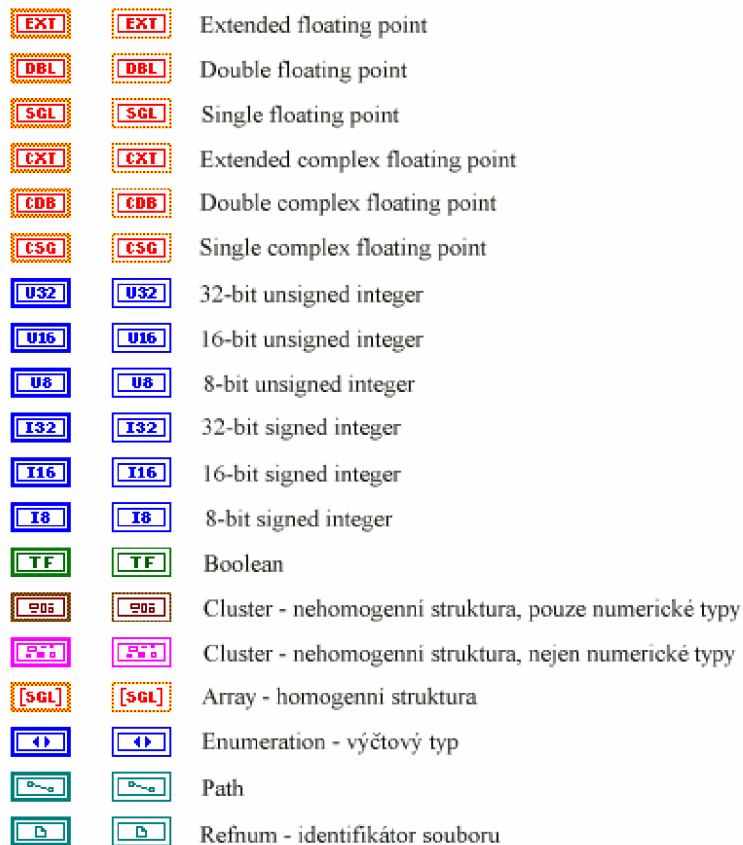 EXT EXT Extended floating point
DBL DBL Double floating point
SGL SGL Single floating point
CXT CXT Extended complex floating point
CDB CDB Double complex floating point
CSG CSG Single complex floating point
U32 U32 32-bit unsigned integer
U16 U16 16-bit unsigned integer
U8 U8 8-bit unsigned integer
I32 I32 32-bit signed integer
I16 I16 16-bit signed integer
I8 I8 8-bit signed integer
TF TF Boolean
Cluster - nehomogenní struktura, pouze numerické typy
Cluster - nehomogenní struktura, nejen numerické typy
[SGL] [SGL] Array - homogenní struktura
Enumeration - výčtový typ
Path
Refnum - identifikátor souboru